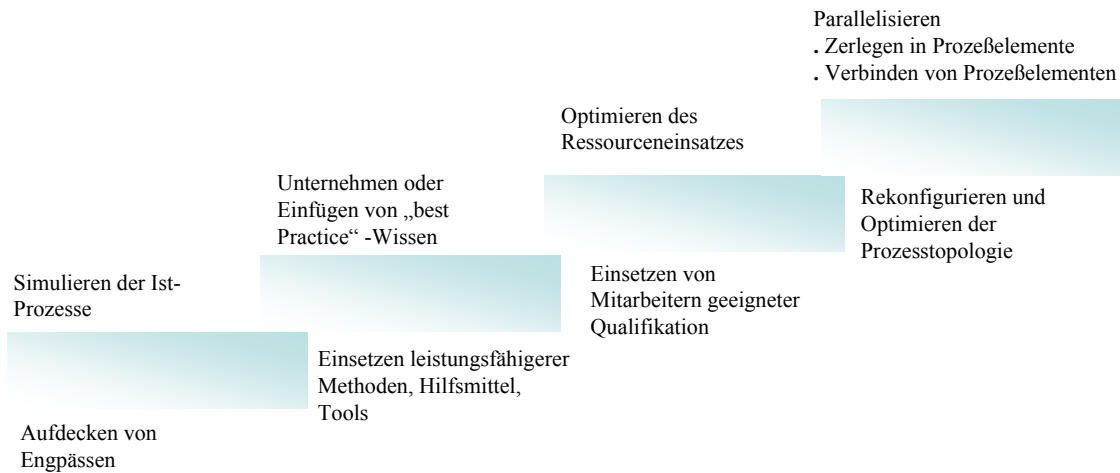 Parallelisieren
. Zerlegen in Prozeßelemente
. Verbinden von Prozeßelementen
Optimieren des
Ressourceneinsatzes
Unternehmen oder
Einfügen von „best
Practice“ -Wissen
Rekonfigurieren und
Optimieren der
Prozesstopologie
Simulieren der Ist-
Prozesse
Einsetzen von
Mitarbeitern geeigneter
Qualifikation
Einsetzen leistungsfähigerer
Methoden, Hilfsmittel,
Tools
Aufdecken von
Engpässen